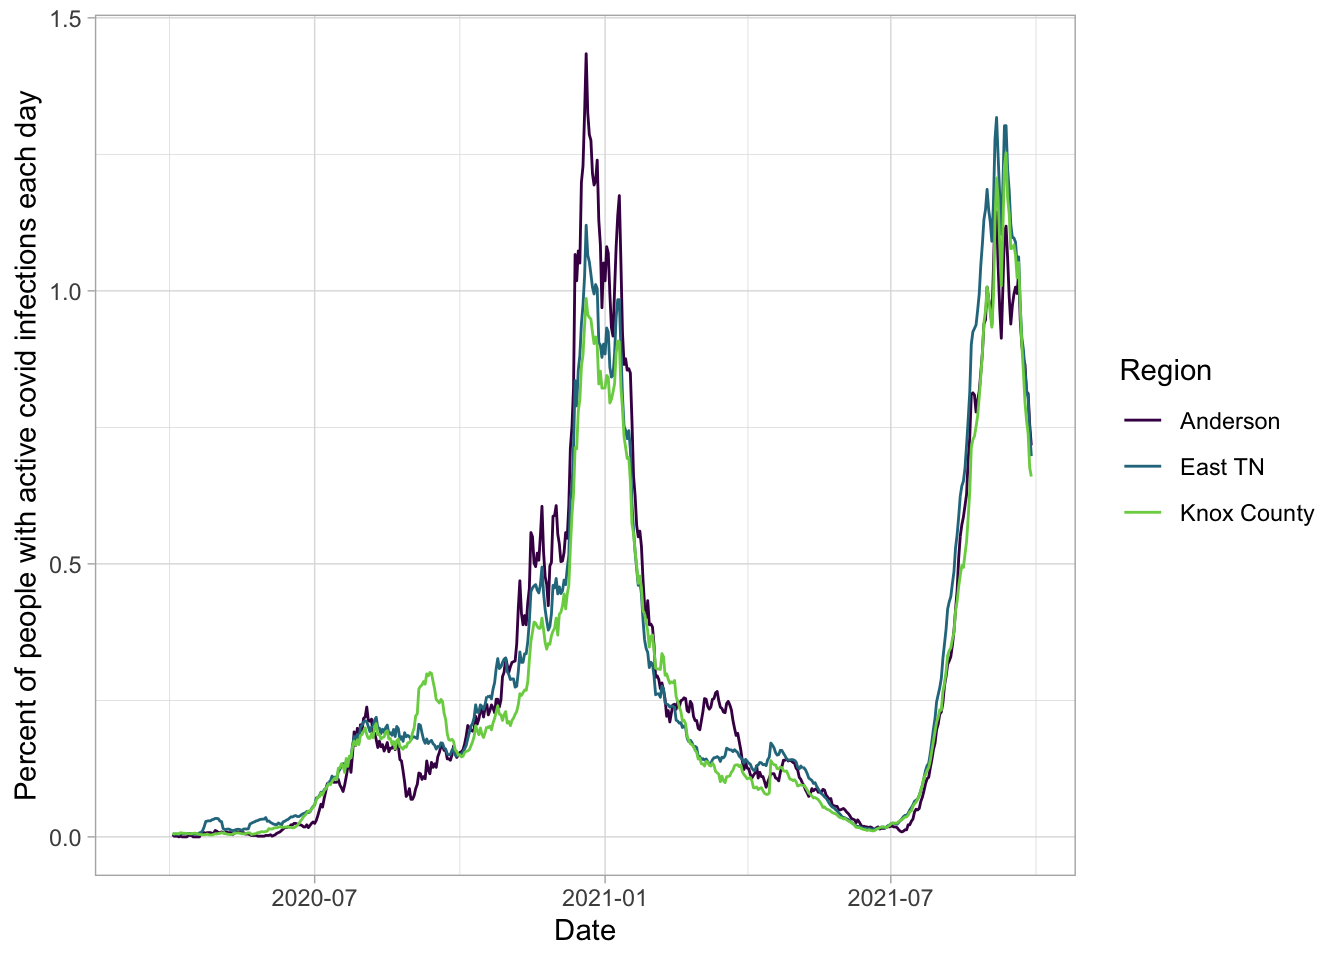 Percent of people with active covid infections each day
1.5
1.0
0.5
0.0
2020-07
2021-01
2021-07
Date
Region
Anderson
East TN
Knox County